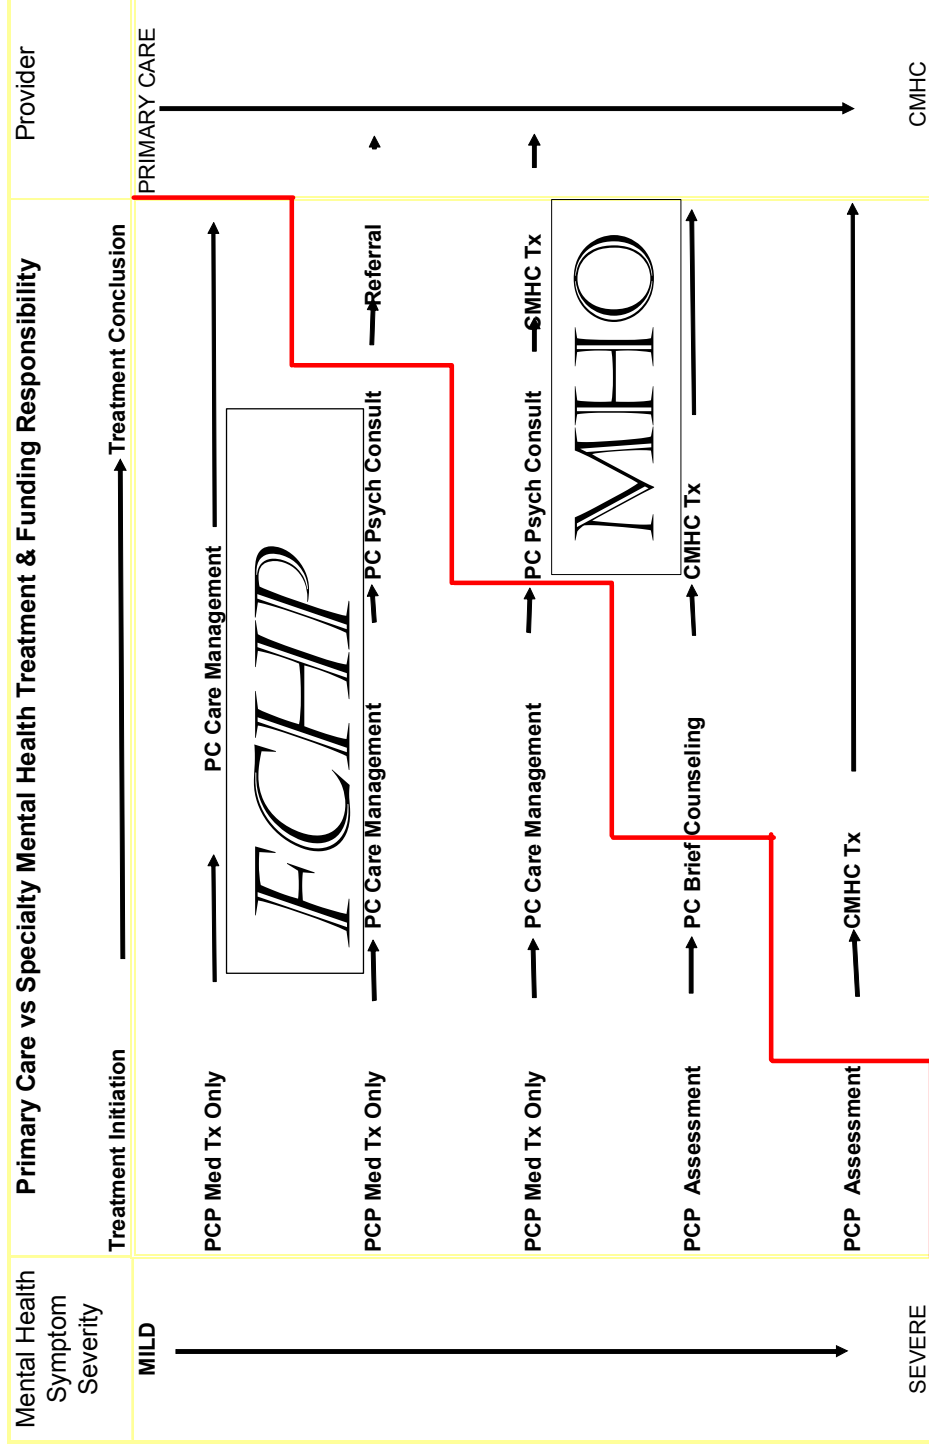 Mental Health
Symptom
Severity
Primary Care vs Specialty Mental Health Treatment & Funding Responsibility
Provider
Treatment Initiation
Treatment Conclusion
MILD
PRIMARY CARE
PCP Med Tx Only
PC Care Management
FCHP
PCP Med Tx Only
PC Care Management
PC Psych Consult
Referral
PCP Med Tx Only
PC Care Management
PC Psych Consult
CMHC Tx
MHO
PCP Assessment
PC Brief Counseling
CMHC Tx
PCP Assessment
CMHC Tx
SEVERE
CMHC